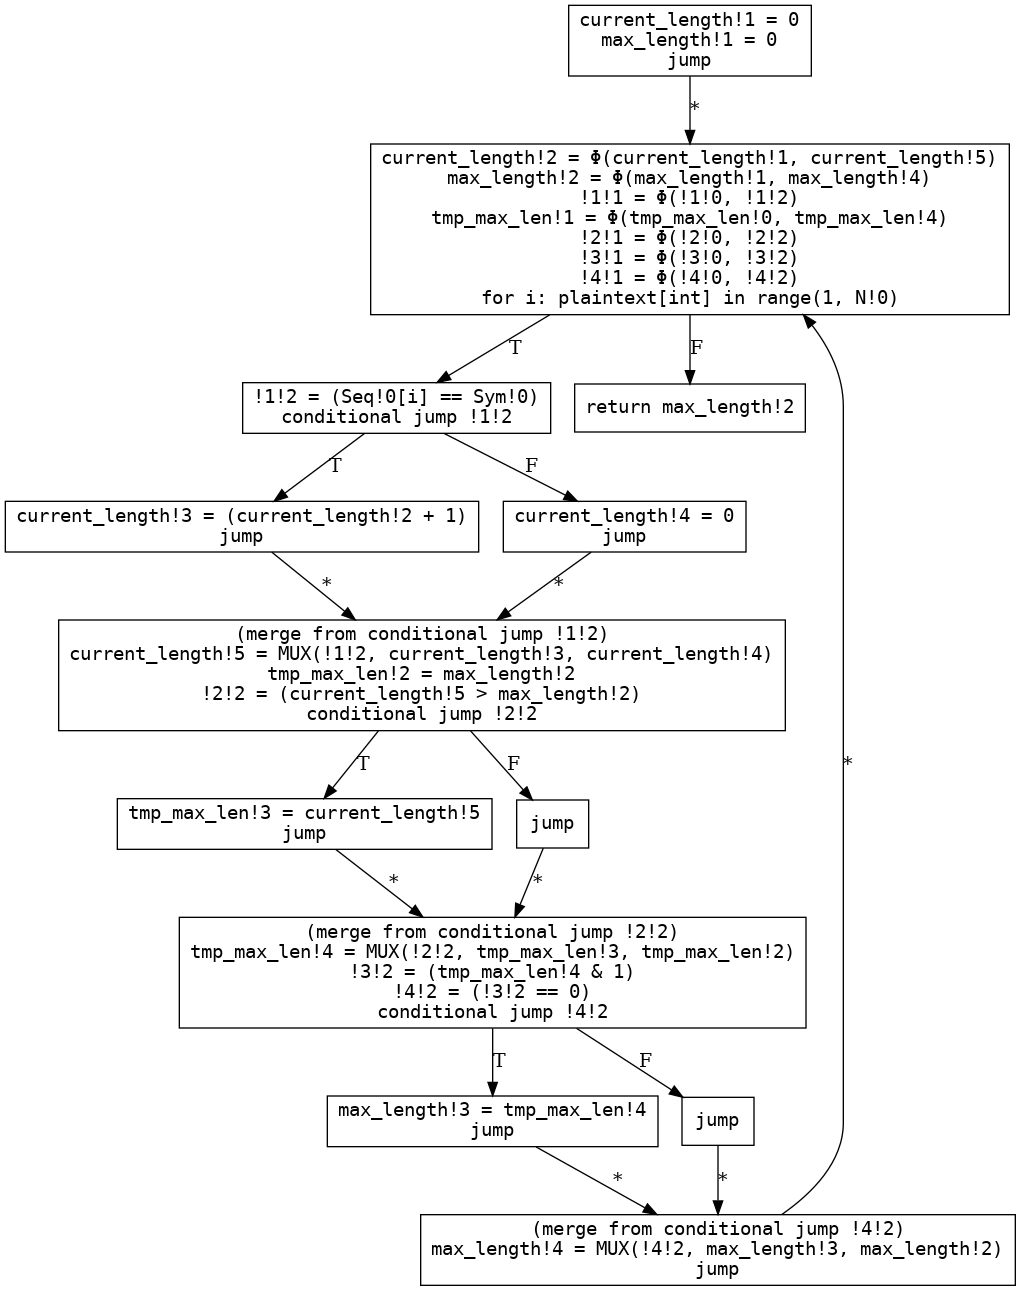 current_length!1 = 0
max_length!1 = 0
jump
*
current_length!2 = Φ(current_length!1, current_length!5)
max_length!2 = Φ(max_length!1, max_length!4)
!1!1 = Φ(!1!0, !1!2)
tmp_max_len!1 = Φ(tmp_max_len!0, tmp_max_len!4)
!2!1 = Φ(!2!0, !2!2)
!3!1 = Φ(!3!0, !3!2)
!4!1 = Φ(!4!0, !4!2)
for i: plaintext[int] in range(1, N!0)
T
F
!1!2 = (Seq!0[i] == Sym!0)
conditional jump !1!2
return max_length!2
T
F
current_length!3 = (current_length!2 + 1)
jump
current_length!4 = 0
jump
*
*
(merge from conditional jump !1!2)
current_length!5 = MUX(!1!2, current_length!3, current_length!4)
tmp_max_len!2 = max_length!2
!2!2 = (current_length!5 > max_length!2)
conditional jump !2!2
T
F
*
tmp_max_len!3 = current_length!5
jump
jump
*
*
(merge from conditional jump !2!2)
tmp_max_len!4 = MUX(!2!2, tmp_max_len!3, tmp_max_len!2)
!3!2 = (tmp_max_len!4 & 1)
!4!2 = (!3!2 == 0)
conditional jump !4!2
T
F
max_length!3 = tmp_max_len!4
jump
jump
*
*
(merge from conditional jump !4!2)
max_length!4 = MUX(!4!2, max_length!3, max_length!2)
jump